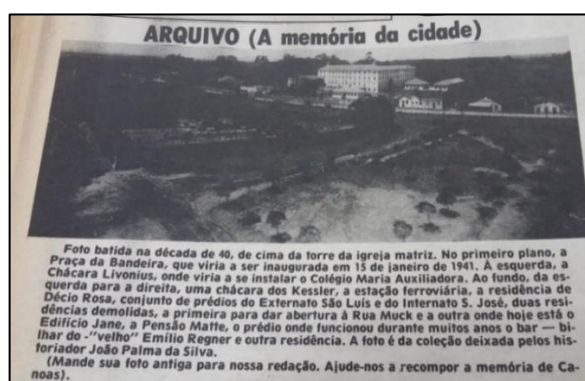 ARQUIVO (A memória da cidade)
Foto batida na década de 40, de cima da torre da igreja matriz. No primeiro plano, a
Praça da Bandeira, que viria a ser inaugurada em 15 de janeiro de 1941. À esquerda, a
Chácara Livonius, onde viria a se instalar o Colégio Maria Auxiliadora. Ao fundo, da es-
querda para a direita, uma chácara dos Kessler, a estação ferroviária, a residência de
Décio Rosa, conjunto de prédios do Externato São Luís e do Internato S. José, duas resi-
dências demolidas, a primeira para dar abertura à Rua Muck e a outra onde hoje está o
Edifício Jane, a Pensão Matte, o prédio onde funcionou durante muitos anos o bar — bi-
lhar do -"velho" Emílio Regner e outra residência. A foto é da coleção deixada pelos his-
toriador João Palma da Silva.
(Mande sua foto antiga para nossa redação. Ajude-nos a recompor a memória de Ca-
noas).